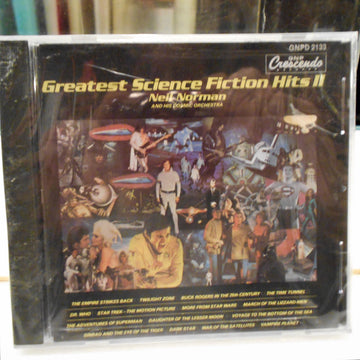 GNPD 2133
GNP
Crescendo
Greatest Science Fiction Hits II
Neil Norman
AND HIS COSMIC ORCHESTRA
THE EMPIRE STRIKES BACK TWILIGHT ZONE BUCK ROGERS IN THE 25th CENTURY THE TIME TUNNEL
DR. WHO STAR TREK - THE MOTION PICTURE MORE FROM STAR WARS MARCH OF THE LIZZARD MEN
THE ADVENTURES OF SUPERMAN DAUGHTER OF THE LESSER MOON VOYAGE TO THE BOTTOM OF THE SEA
SINBAD AND THE EYE OF THE TIGER DARK STAR WAR OF THE SATELLITES VAMPIRE PLANET